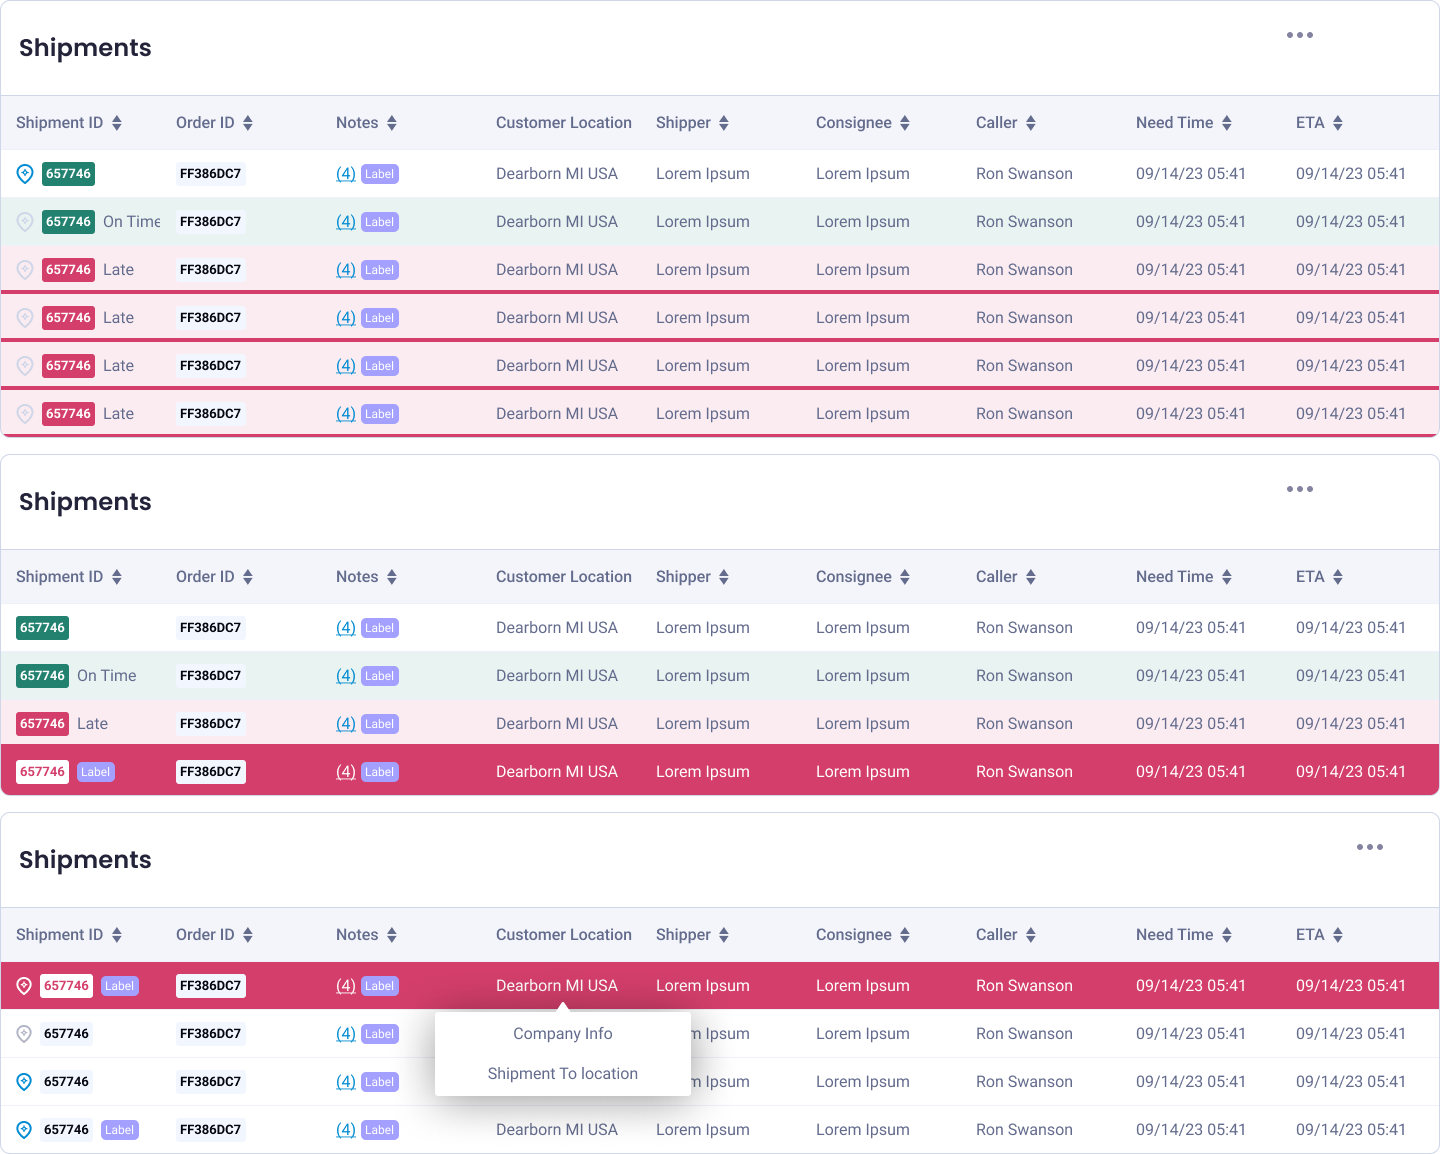 Shipments
Shipment ID Order ID Notes Customer Location Shipper Consignee Caller Need Time ETA
657746 FF386DC7 (4) Label Dearborn MI USA Lorem Ipsum Lorem Ipsum Ron Swanson 09/14/23 05:41 09/14/23 05:41
657746 On Time FF386DC7 (4) Label Dearborn MI USA Lorem Ipsum Lorem Ipsum Ron Swanson 09/14/23 05:41 09/14/23 05:41
657746 Late FF386DC7 (4) Label Dearborn MI USA Lorem Ipsum Lorem Ipsum Ron Swanson 09/14/23 05:41 09/14/23 05:41
657746 Late FF386DC7 (4) Label Dearborn MI USA Lorem Ipsum Lorem Ipsum Ron Swanson 09/14/23 05:41 09/14/23 05:41
657746 Late FF386DC7 (4) Label Dearborn MI USA Lorem Ipsum Lorem Ipsum Ron Swanson 09/14/23 05:41 09/14/23 05:41
657746 Late FF386DC7 (4) Label Dearborn MI USA Lorem Ipsum Lorem Ipsum Ron Swanson 09/14/23 05:41 09/14/23 05:41
Shipments
Shipment ID Order ID Notes Customer Location Shipper Consignee Caller Need Time ETA
657746 FF386DC7 (4) Label Dearborn MI USA Lorem Ipsum Lorem Ipsum Ron Swanson 09/14/23 05:41 09/14/23 05:41
657746 On Time FF386DC7 (4) Label Dearborn MI USA Lorem Ipsum Lorem Ipsum Ron Swanson 09/14/23 05:41 09/14/23 05:41
657746 Late FF386DC7 (4) Label Dearborn MI USA Lorem Ipsum Lorem Ipsum Ron Swanson 09/14/23 05:41 09/14/23 05:41
657746 Label FF386DC7 (4) Label Dearborn MI USA Lorem Ipsum Lorem Ipsum Ron Swanson 09/14/23 05:41 09/14/23 05:41
Shipments
Shipment ID Order ID Notes Customer Location Shipper Consignee Caller Need Time ETA
657746 Label FF386DC7 (4) Label Dearborn MI USA Lorem Ipsum Lorem Ipsum Ron Swanson 09/14/23 05:41 09/14/23 05:41
657746 FF386DC7 (4) Label Company Info m Ipsum Lorem Ipsum Ron Swanson 09/14/23 05:41 09/14/23 05:41
657746 FF386DC7 (4) Label Shipment To location m Ipsum Lorem Ipsum Ron Swanson 09/14/23 05:41 09/14/23 05:41
657746 Label FF386DC7 (4) Label Dearborn MI USA Lorem Ipsum Lorem Ipsum Ron Swanson 09/14/23 05:41 09/14/23 05:41